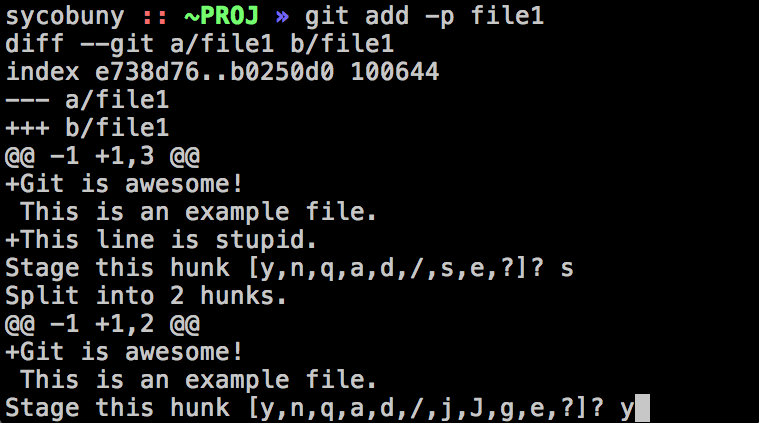 sycobuny :: ~PROJ » git add -p file1
diff --git a/file1 b/file1
index e738d76..b0250d0 100644
--- a/file1
+++ b/file1
@@ -1 +1,3 @@
+Git is awesome!
 This is an example file.
+This line is stupid.
Stage this hunk [y,n,q,a,d,/,s,e,?]? s
Split into 2 hunks.
@@ -1 +1,2 @@
+Git is awesome!
 This is an example file.
Stage this hunk [y,n,q,a,d,/,j,J,g,e,?]? y